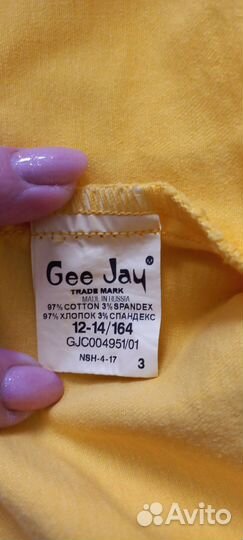 Gee Jay®
TRADE MARK
MADE IN RUSSIA
97% COTTON 3% SPANDEX
97% ХЛОПОК 3% СПАНДЕКС
12-14/164
GJC004951/01
NSH-4-17
3
Avito